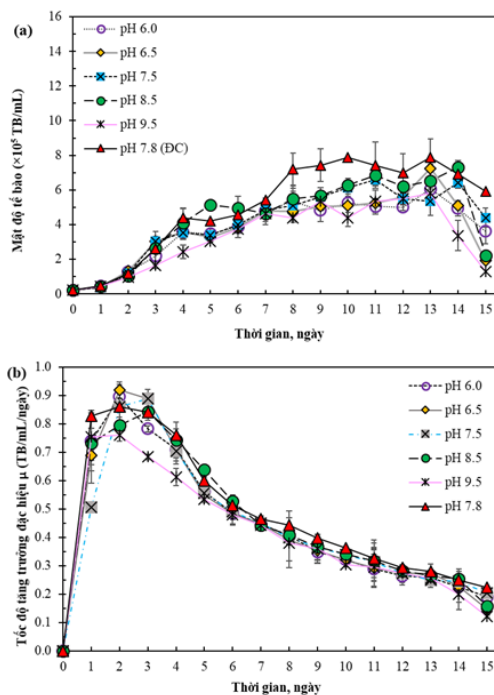 (a)
16
14
12
10
8
6
4
2
0
Mật độ tế bào (×10⁵ TB/mL)
pH 6.0
pH 6.5
pH 7.5
pH 8.5
pH 9.5
pH 7.8 (ĐC)
0 1 2 3 4 5 6 7 8 9 10 11 12 13 14 15
Thời gian, ngày
(b)
1.0
0.9
0.8
0.7
0.6
0.5
0.4
0.3
0.2
0.1
0.0
Tốc độ tăng trưởng đặc hiệu μ (TB/mL/ngày)
pH 6.0
pH 6.5
pH 7.5
pH 8.5
pH 9.5
pH 7.8
0 1 2 3 4 5 6 7 8 9 10 11 12 13 14 15
Thời gian, ngày